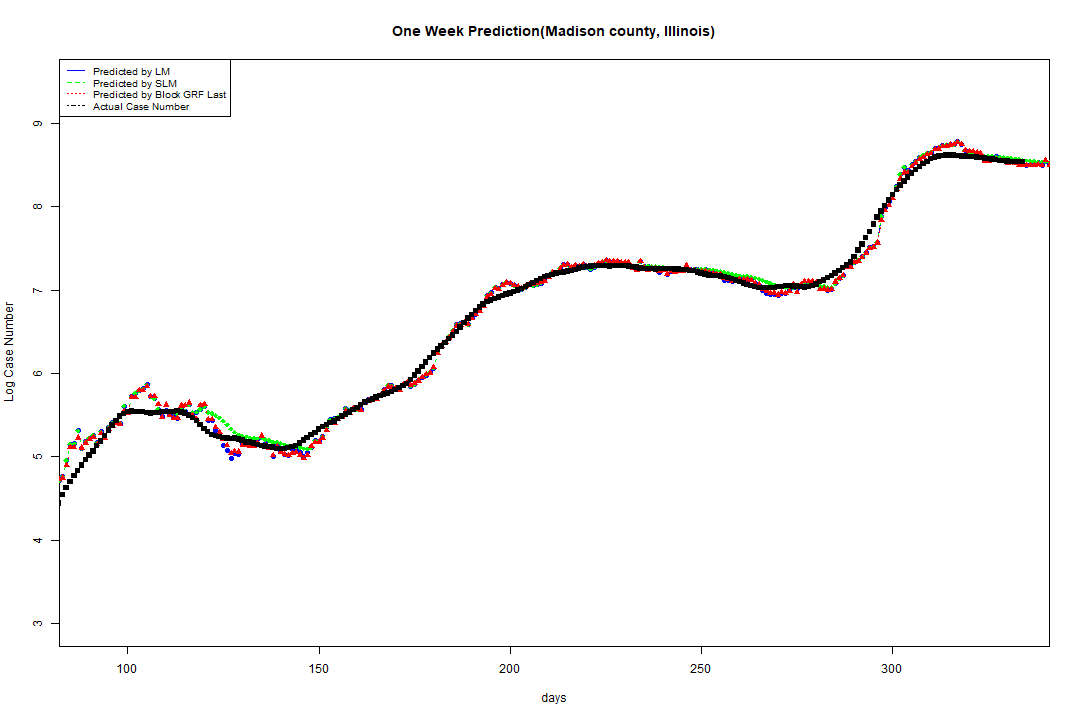 One Week Prediction(Madison county, Illinois)
Predicted by LM
Predicted by SLM
Predicted by Block GRF Last
Actual Case Number
Log Case Number
9
8
7
6
5
4
3
100 150 200 250 300
days